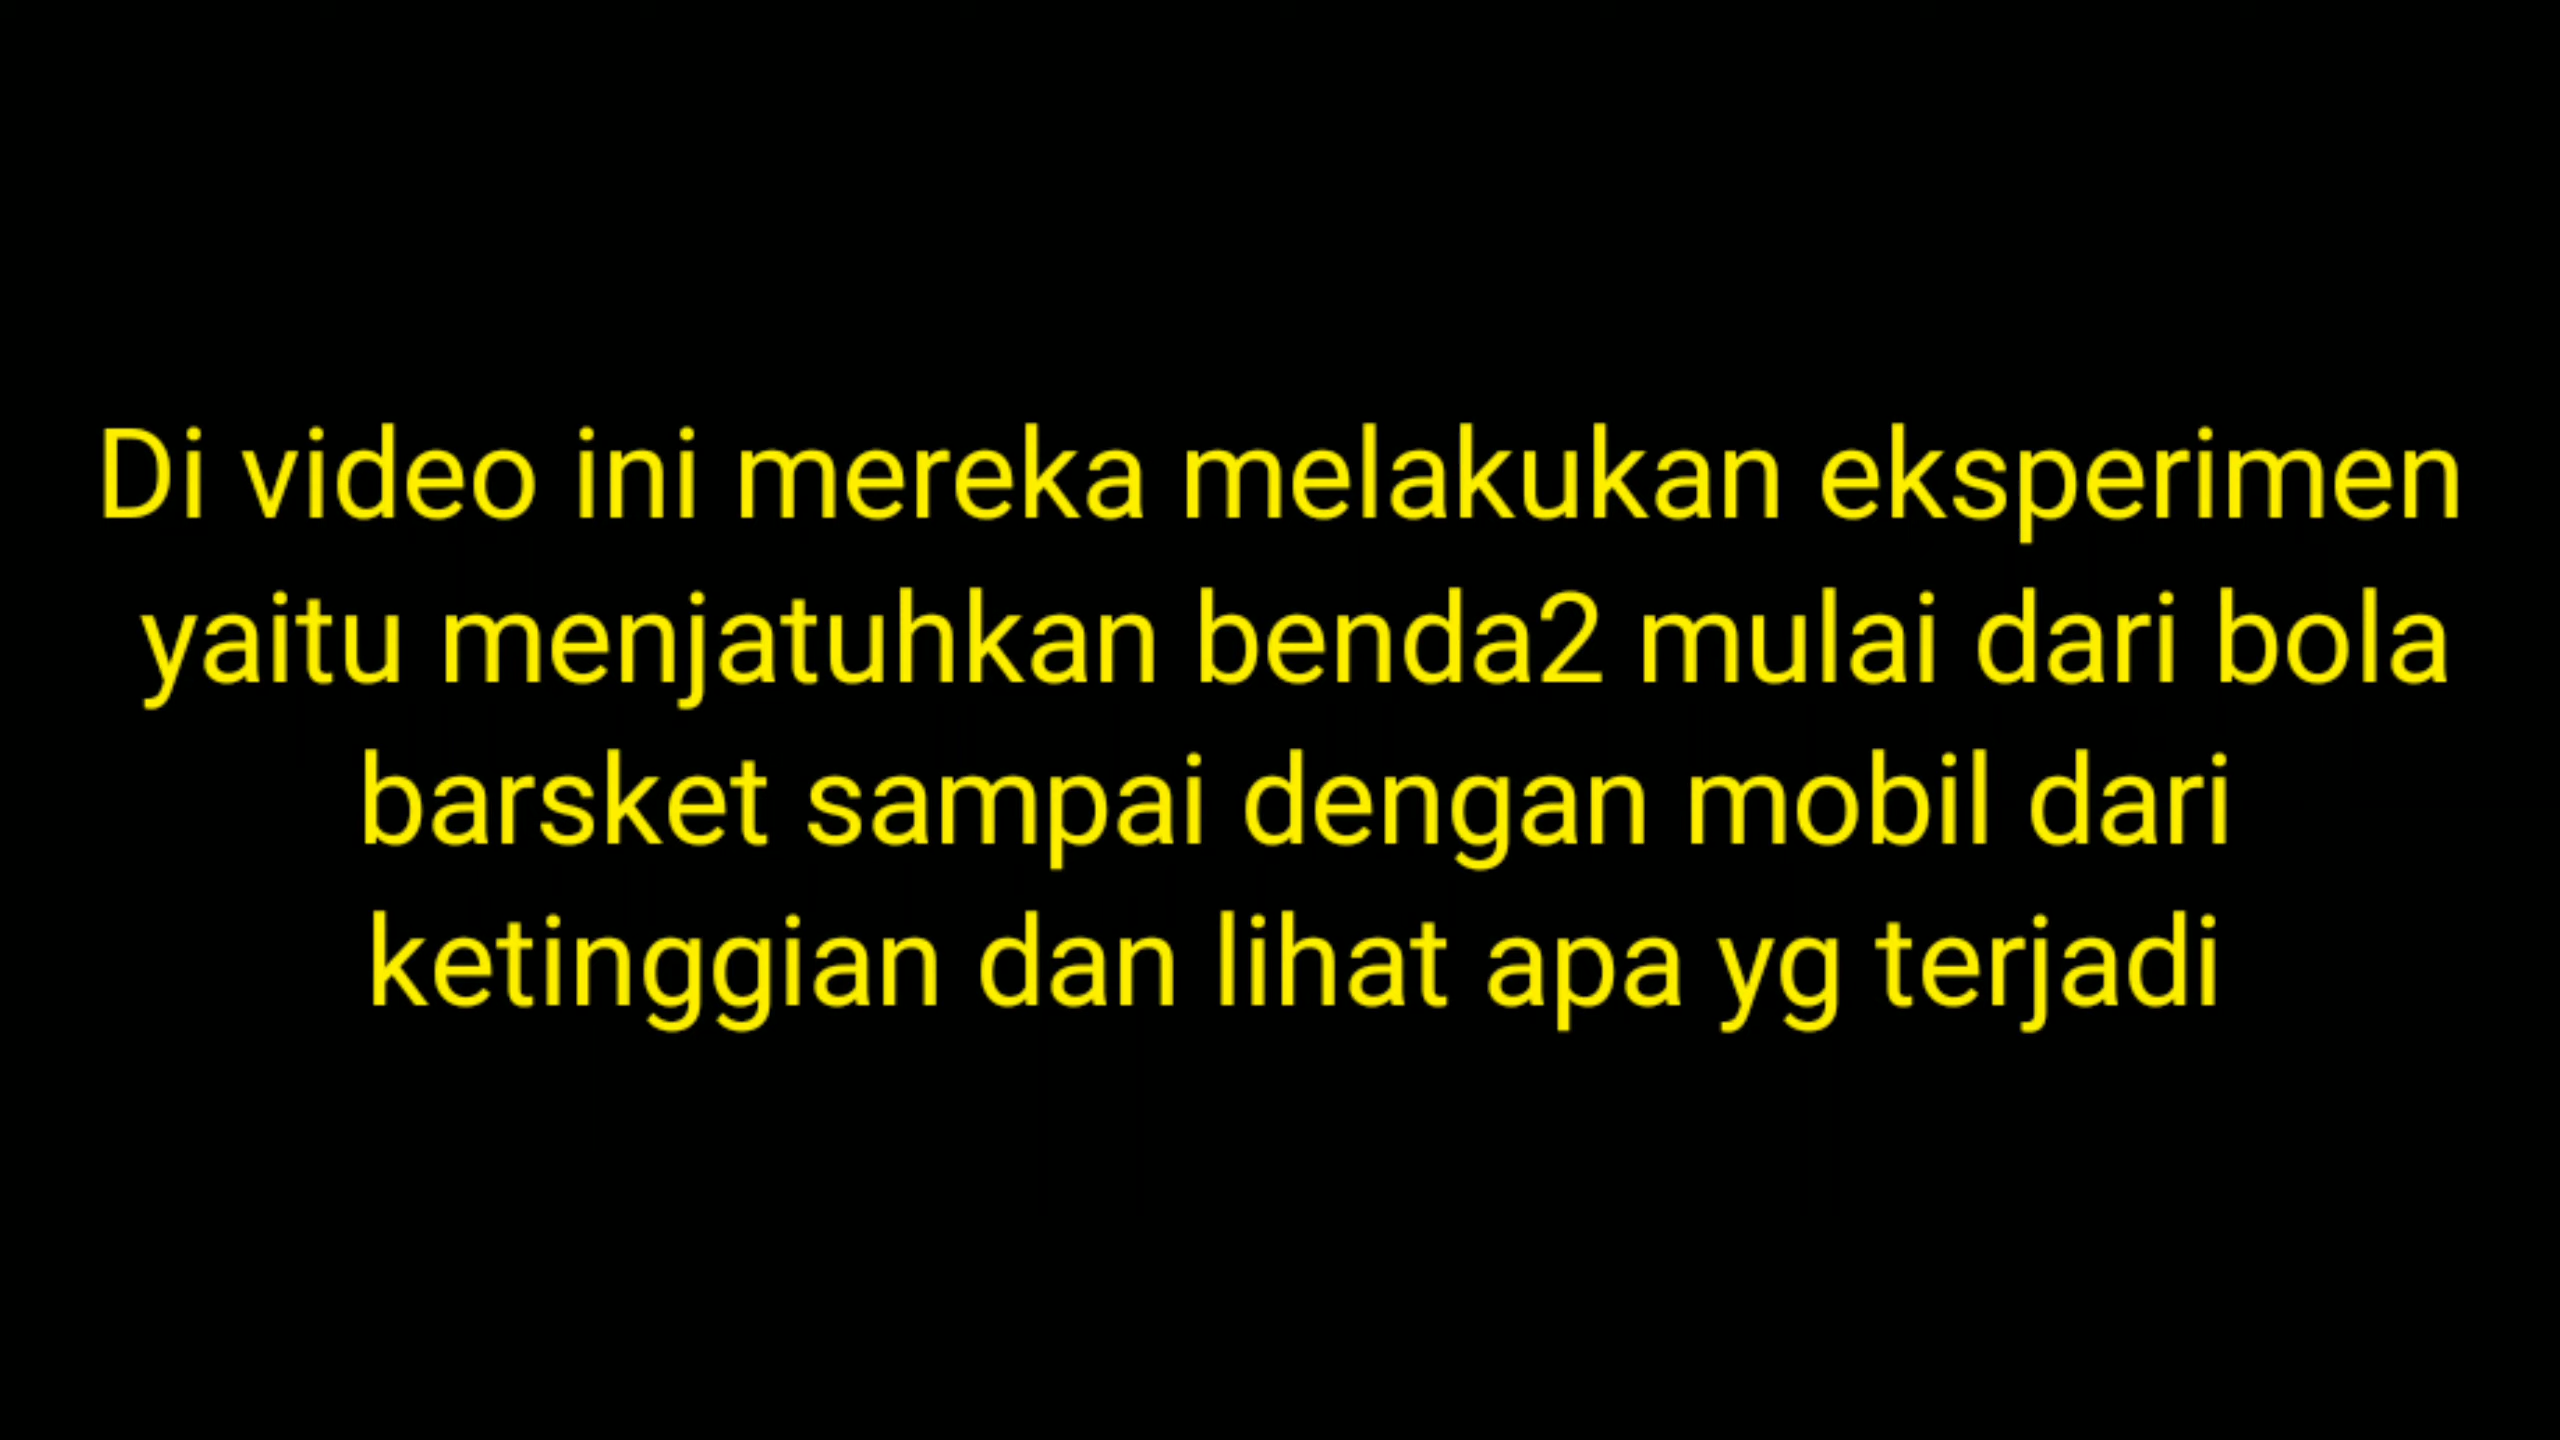 Di video ini mereka melakukan eksperimen
yaitu menjatuhkan benda2 mulai dari bola
barsket sampai dengan mobil dari
ketinggian dan lihat apa yg terjadi